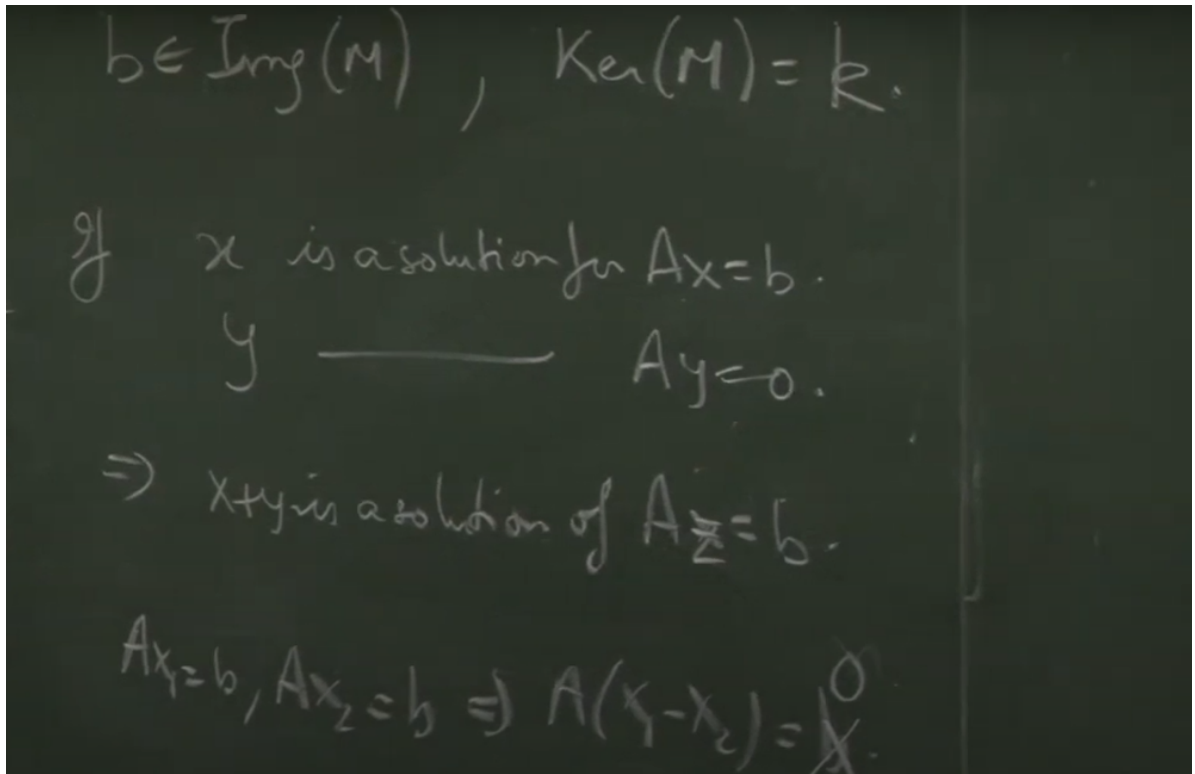 b ∈ Img(M), Ker(M) = k.
If x is a solution for Ax = b.
y ——— Ay = 0.
⇒ x+y is a solution of Az = b.
Ax₁ = b, Ax₂ = b ⇒ A(x₁ - x₂) = 0.